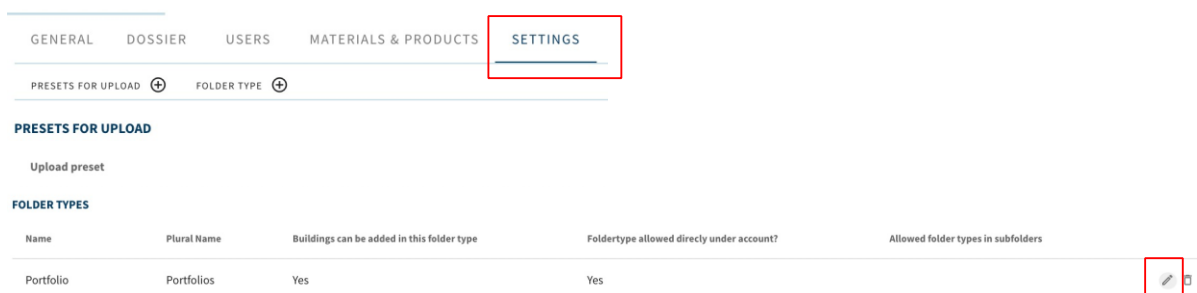 GENERAL DOSSIER USERS MATERIALS & PRODUCTS SETTINGS
PRESETS FOR UPLOAD FOLDER TYPE
PRESETS FOR UPLOAD
Upload preset
FOLDER TYPES
Name Plural Name Buildings can be added in this folder type Foldertype allowed direcly under account? Allowed folder types in subfolders
Portfolio Portfolios Yes Yes